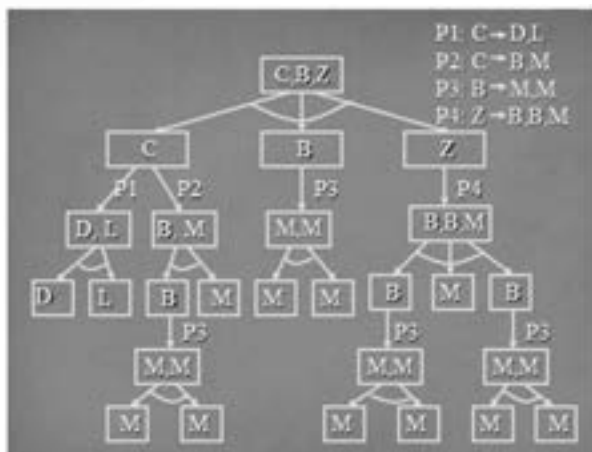 P1: C→D,L
C,B,Z
P2: C→B,M
P3: B→M,M
P4: Z→B,B,M
C B Z
P1 P2 P3 P4
D,L B,M M,M B,B,M
D L B M M M B M B
P3 P3 P3
M,M M,M M,M
M M M M M M